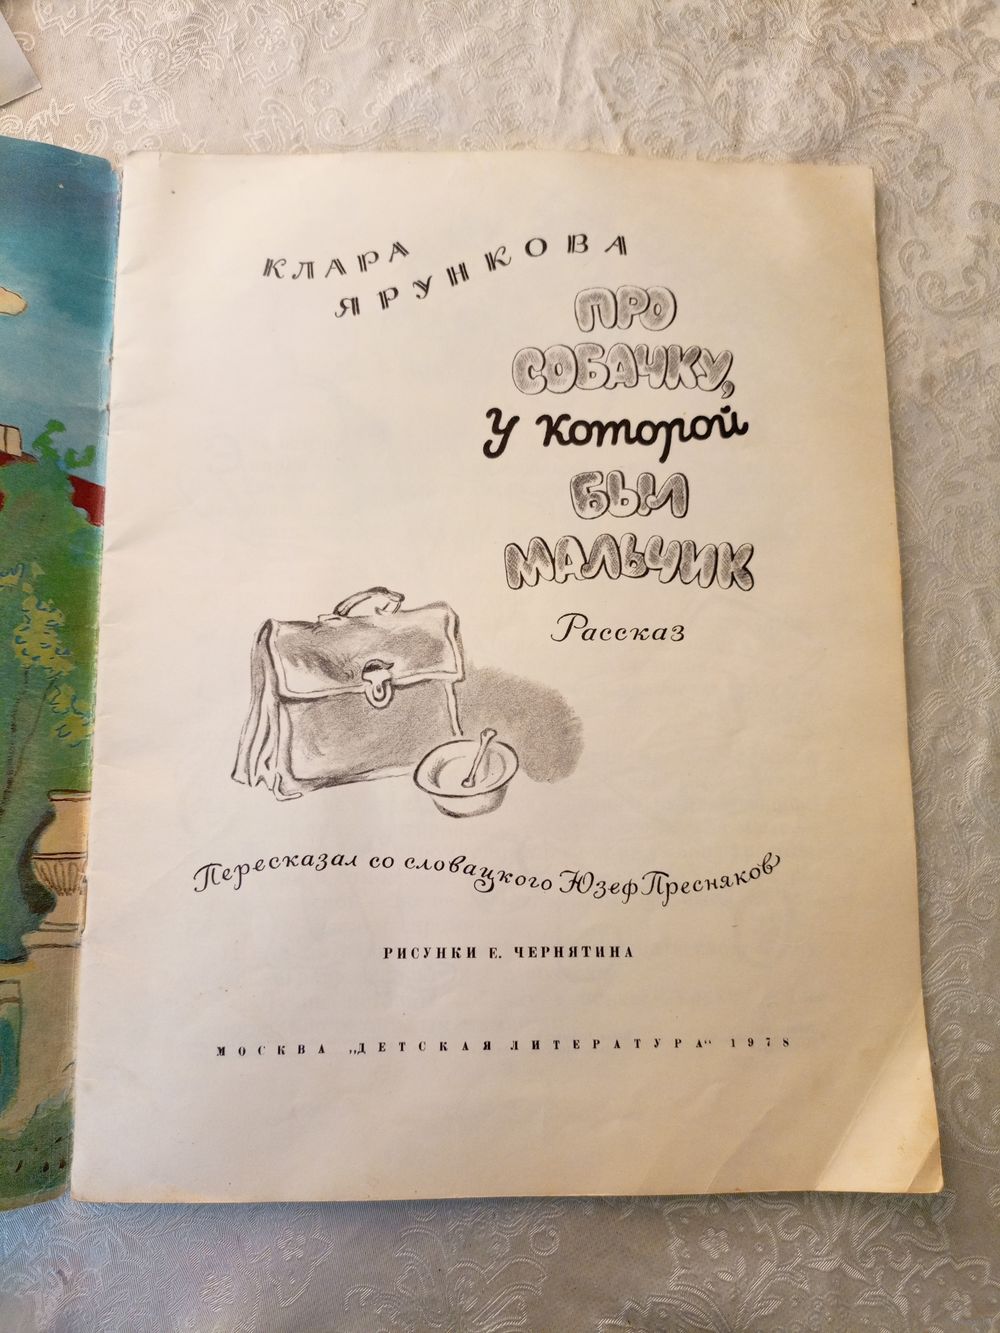 КЛАРА
ЯРУНКОВА
ПРО
СОБАЧКУ,
У которой
БЫЛ
МАЛЬЧИК
Рассказ
Пересказал со словацкого Юзеф Пресняков
РИСУНКИ Е. ЧЕРНЯТИНА
МОСКВА „ДЕТСКАЯ ЛИТЕРАТУРА“ 1978